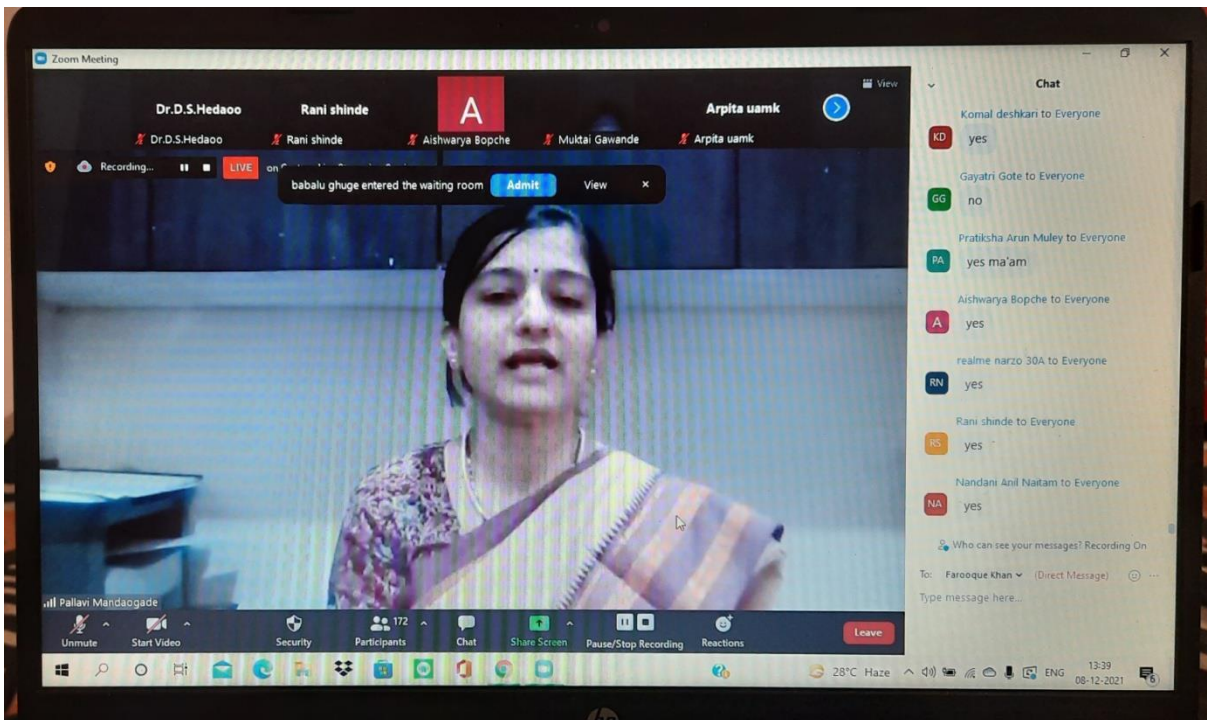 Zoom Meeting
View
Dr.D.S.Hedaoo
Rani shinde
A
Arpita uamk
Dr.D.S.Hedaoo
Rani shinde
Aishwarya Bopche
Muktai Gawande
Arpita uamk
Recording...
LIVE
on
babalu ghuge entered the waiting room
Admit
View
Pallavi Mandaogade
Unmute
Start Video
Security
172
Participants
Chat
Share Screen
Pause/Stop Recording
Reactions
Leave
Chat
Komal deshkari to Everyone
KD
yes
Gayatri Gote to Everyone
GG
no
Pratiksha Arun Muley to Everyone
PA
yes ma'am
Aishwarya Bopche to Everyone
A
yes
realme narzo 30A to Everyone
RN
yes
Rani shinde to Everyone
RS
yes
Nandani Anil Naitam to Everyone
NA
yes
Who can see your messages? Recording On
To: Farooque Khan (Direct Message)
Type message here...
28°C Haze
ENG
13:39
08-12-2021
6
hp